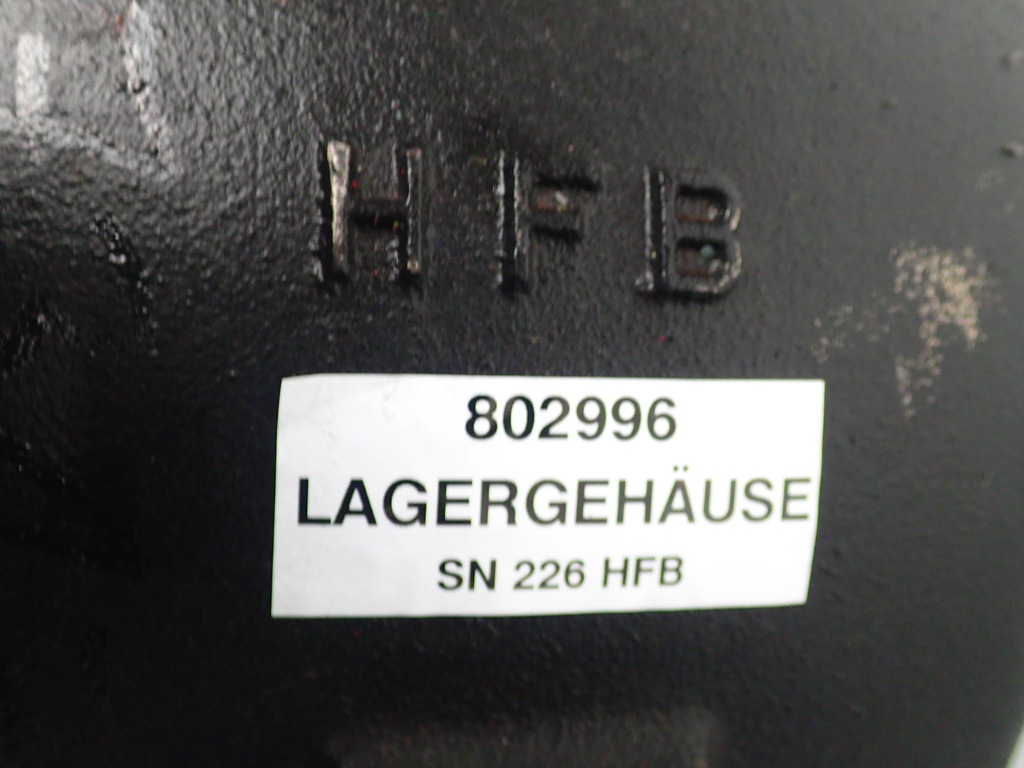 HFB
802996
LAGERGEHÄUSE
SN 226 HFB